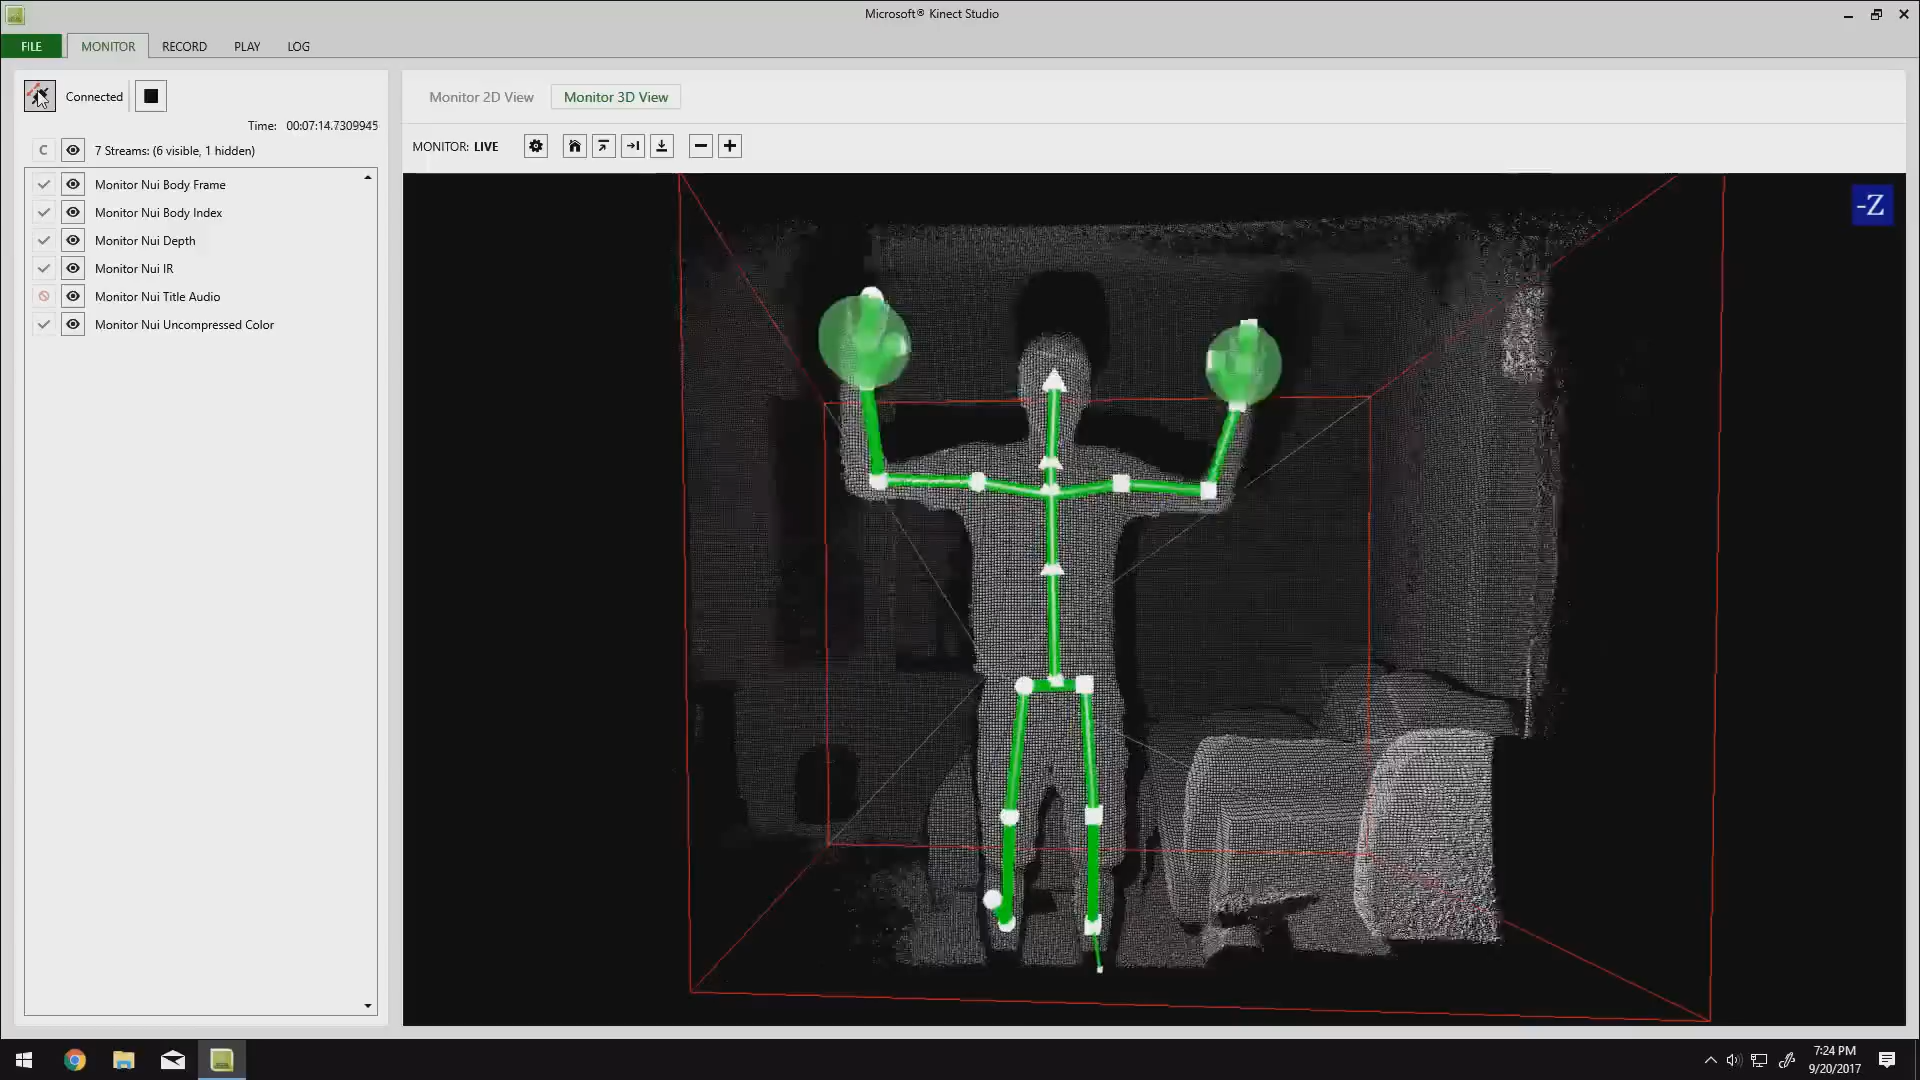 Microsoft® Kinect Studio
FILE
MONITOR
RECORD
PLAY
LOG
Connected
Time: 00:07:14.7309945
C
7 Streams: (6 visible, 1 hidden)
Monitor Nui Body Frame
Monitor Nui Body Index
Monitor Nui Depth
Monitor Nui IR
Monitor Nui Title Audio
Monitor Nui Uncompressed Color
Monitor 2D View
Monitor 3D View
MONITOR: LIVE
-Z
7:24 PM
9/20/2017